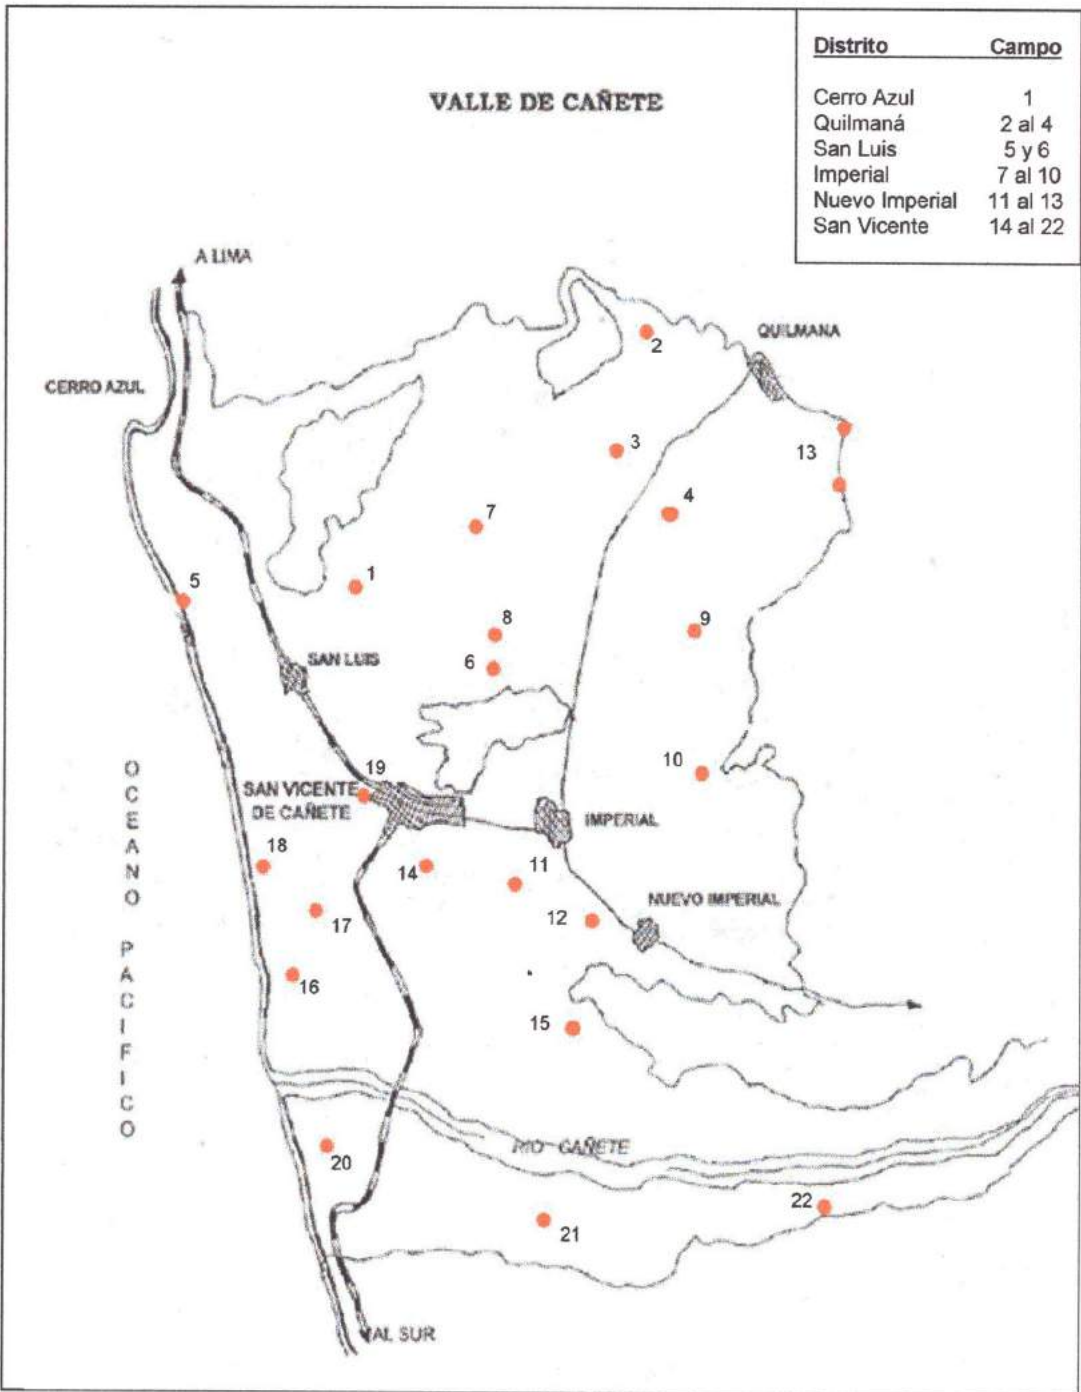 Distrito Campo
Cerro Azul 1
Quilmaná 2 al 4
San Luis 5 y 6
Imperial 7 al 10
Nuevo Imperial 11 al 13
San Vicente 14 al 22
VALLE DE CAÑETE
A LIMA
QUILMANA
2
CERRO AZUL
3
13
4
7
1
5
8
9
6
SAN LUIS
10
19
SAN VICENTE
DE CAÑETE
IMPERIAL
OCEANO PACIFICO
18
14
11
NUEVO IMPERIAL
12
17
16
15
RIO CAÑETE
20
22
21
AL SUR